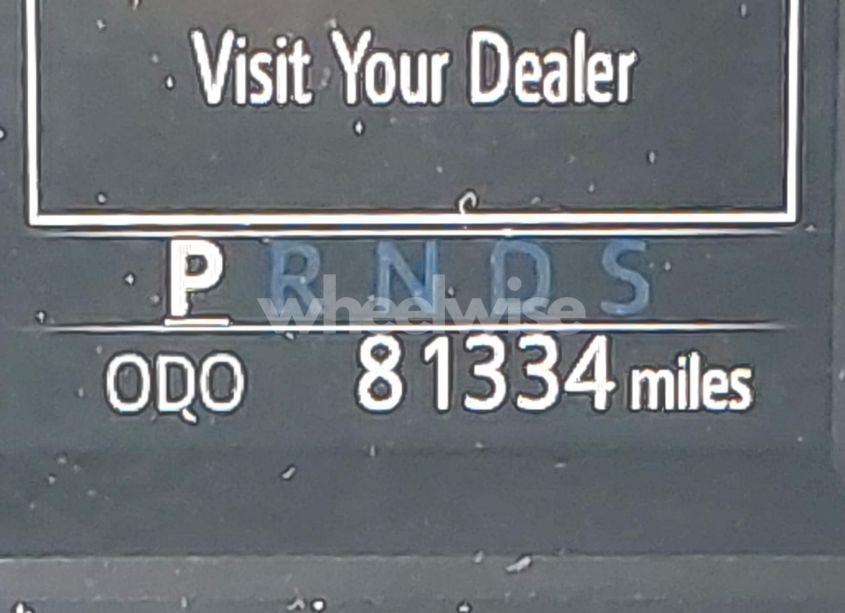 Visit Your Dealer
P R N D S
wheelwise
ODO 81334 miles